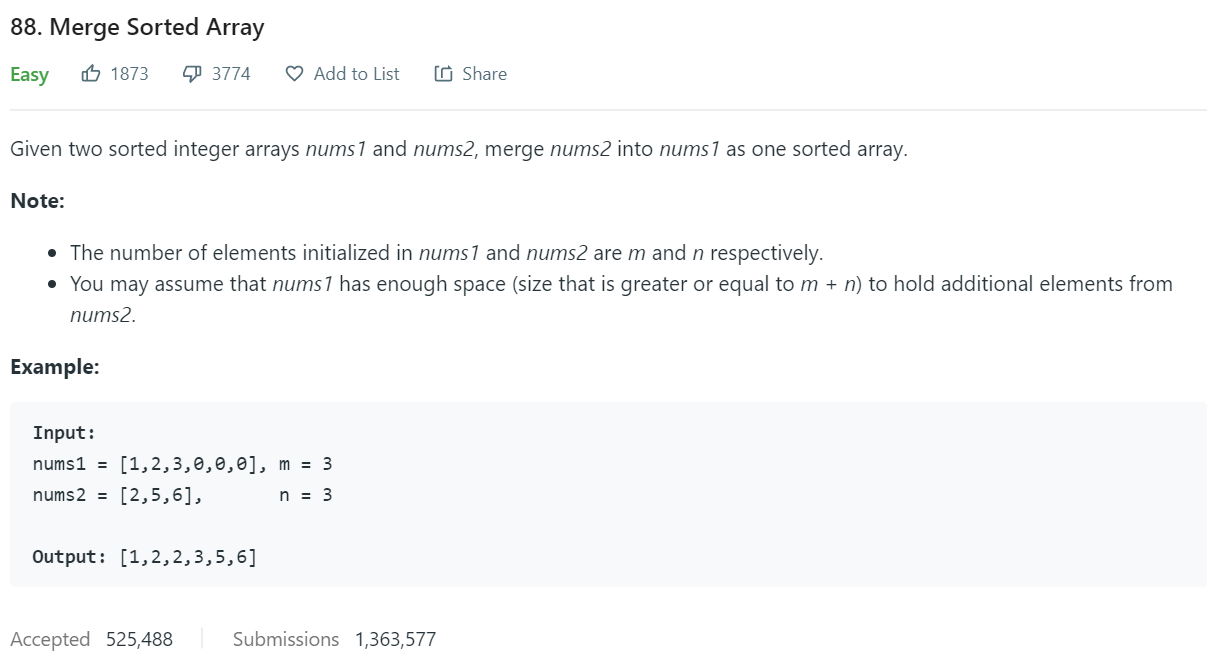 88. Merge Sorted Array
Easy 1873 3774 Add to List Share
Given two sorted integer arrays nums1 and nums2, merge nums2 into nums1 as one sorted array.
Note:
• The number of elements initialized in nums1 and nums2 are m and n respectively.
• You may assume that nums1 has enough space (size that is greater or equal to m + n) to hold additional elements from
nums2.
Example:
Input:
nums1 = [1,2,3,0,0,0], m = 3
nums2 = [2,5,6],       n = 3
Output: [1,2,2,3,5,6]
Accepted 525,488 Submissions 1,363,577